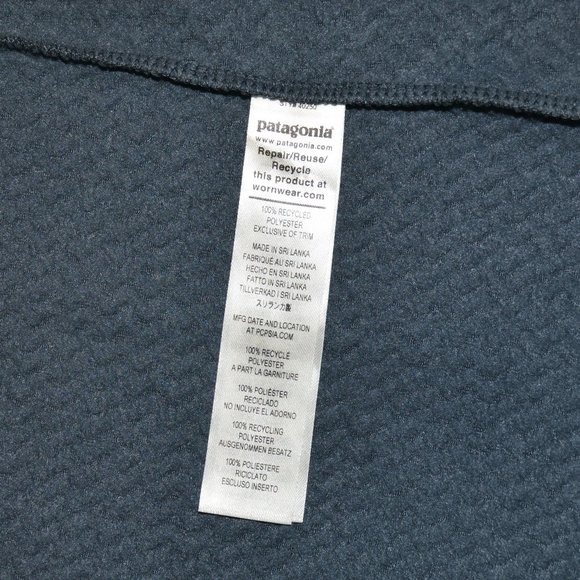 patagonia®
www.patagonia.com
Repair/Reuse/
Recycle
this product at
wornwear.com
100% RECYCLED
POLYESTER
EXCLUSIVE OF TRIM
MADE IN SRI LANKA
FABRIQUÉ AU SRI LANKA
HECHO EN SRI LANKA
FATTO IN SRI LANKA
TILLVERKAD I SRI LANKA
スリランカ製
MFG DATE AND LOCATION
AT PCPSIA.COM
100% RECYCLÉ
POLYESTER
A PART LA GARNITURE
100% POLIÉSTER
RECICLADO
NO INCLUYE EL ADORNO
100% RECYCLING
POLYESTER
AUSGENOMMEN BESATZ
100% POLIESTERE
RICICLATO
ESCLUSO INSERTO